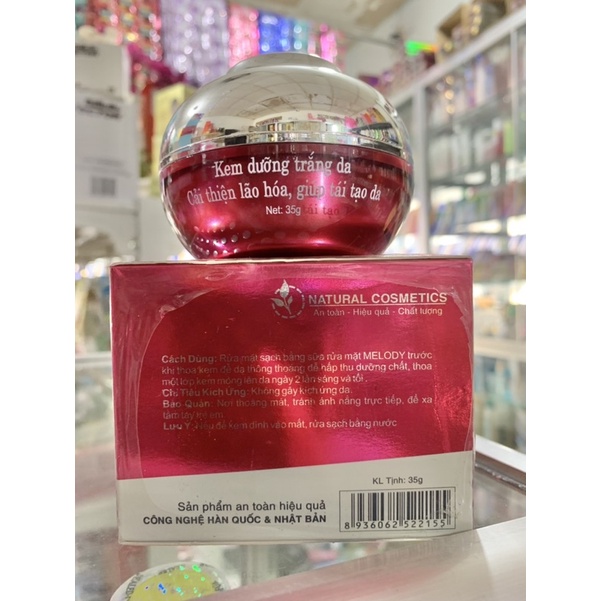 Kem dưỡng trắng da
Cải thiện lão hóa, giúp tái tạo da
Net: 35g
tái tạo
NATURAL COSMETICS
An toàn - Hiệu quả - Chất lượng
Cách Dùng: Rửa mặt sạch bằng sữa rửa mặt MELODY trước
khi thoa kem để da thông thoáng dễ hấp thu dưỡng chất, thoa
một lớp kem mỏng lên da ngày 2 lần sáng và tối.
Chỉ Tiêu Kích Ứng: Không gây kích ứng da
Bảo Quản: Nơi thoáng mát, tránh ánh nắng trực tiếp, để xa
tầm tay trẻ em
Lưu Ý: Nếu để kem dính vào mắt, rửa sạch bằng nước
KL Tịnh: 35g
Sản phẩm an toàn hiệu quả
CÔNG NGHỆ HÀN QUỐC & NHẬT BẢN
8 936062 522155